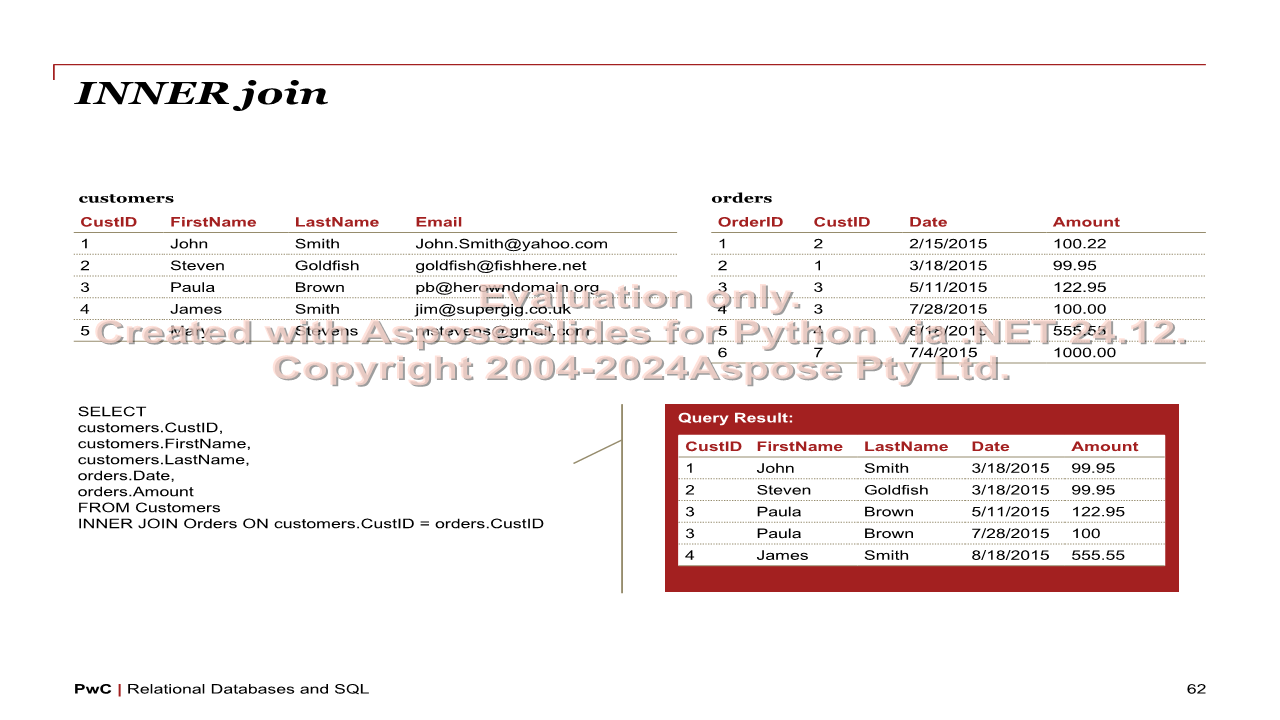 INNER join
customers
CustID FirstName LastName Email
1 John Smith John.Smith@yahoo.com
2 Steven Goldfish goldfish@fishhere.net
3 Paula Brown pb@herowndomain.org
4 James Smith jim@supergig.co.uk
5 Mary Stevens mstevens@gmail.com
orders
OrderID CustID Date Amount
1 2 2/15/2015 100.22
2 1 3/18/2015 99.95
3 3 5/11/2015 122.95
4 3 7/28/2015 100.00
5 4 8/18/2015 555.55
6 7 7/4/2015 1000.00
Evaluation only.
Created with Aspose.Slides for Python via .NET 24.12.
Copyright 2004-2024Aspose Pty Ltd.
SELECT
customers.CustID,
customers.FirstName,
customers.LastName,
orders.Date,
orders.Amount
FROM Customers
INNER JOIN Orders ON customers.CustID = orders.CustID
Query Result:
CustID FirstName LastName Date Amount
1 John Smith 3/18/2015 99.95
2 Steven Goldfish 3/18/2015 99.95
3 Paula Brown 5/11/2015 122.95
3 Paula Brown 7/28/2015 100
4 James Smith 8/18/2015 555.55
PwC | Relational Databases and SQL
62